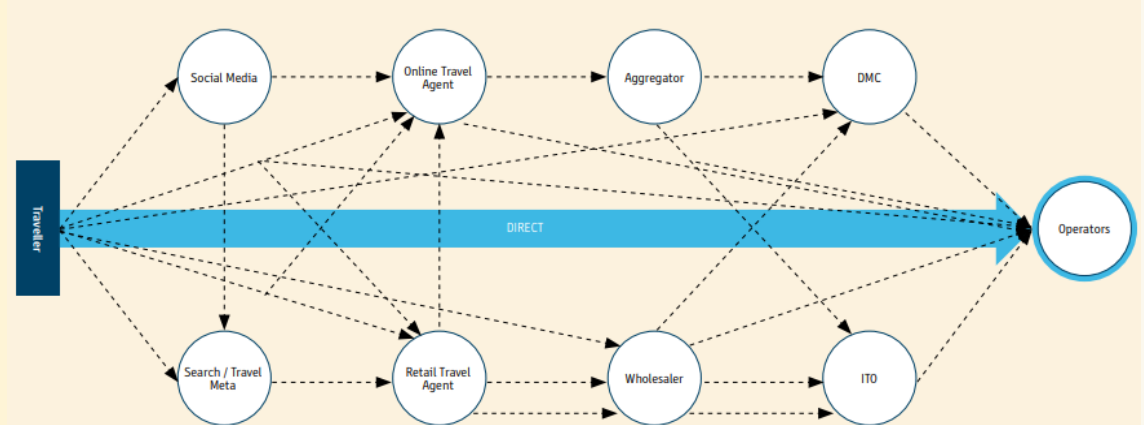 Social Media
Online Travel
Agent
Aggregator
DMC
Traveller
DIRECT
Operators
Search / Travel
Meta
Retail Travel
Agent
Wholesaler
ITO